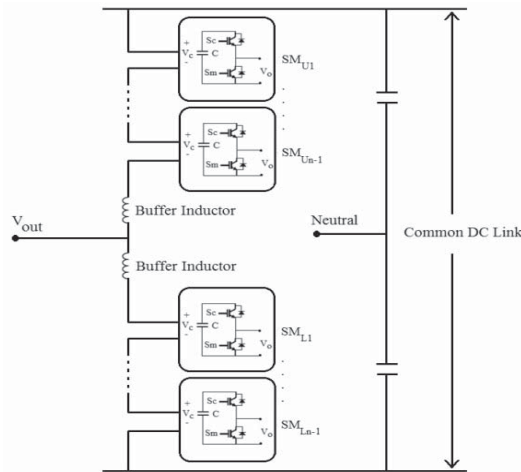 Sc
+
Vc
-
C
Sm
Vo
SMU1
Sc
+
Vc
-
C
Sm
Vo
SMUn-1
Buffer Inductor
Vout
Neutral
Common DC Link
Buffer Inductor
Sc
+
Vc
-
C
Sm
Vo
SML1
Sc
+
Vc
-
C
Sm
Vo
SMLn-1